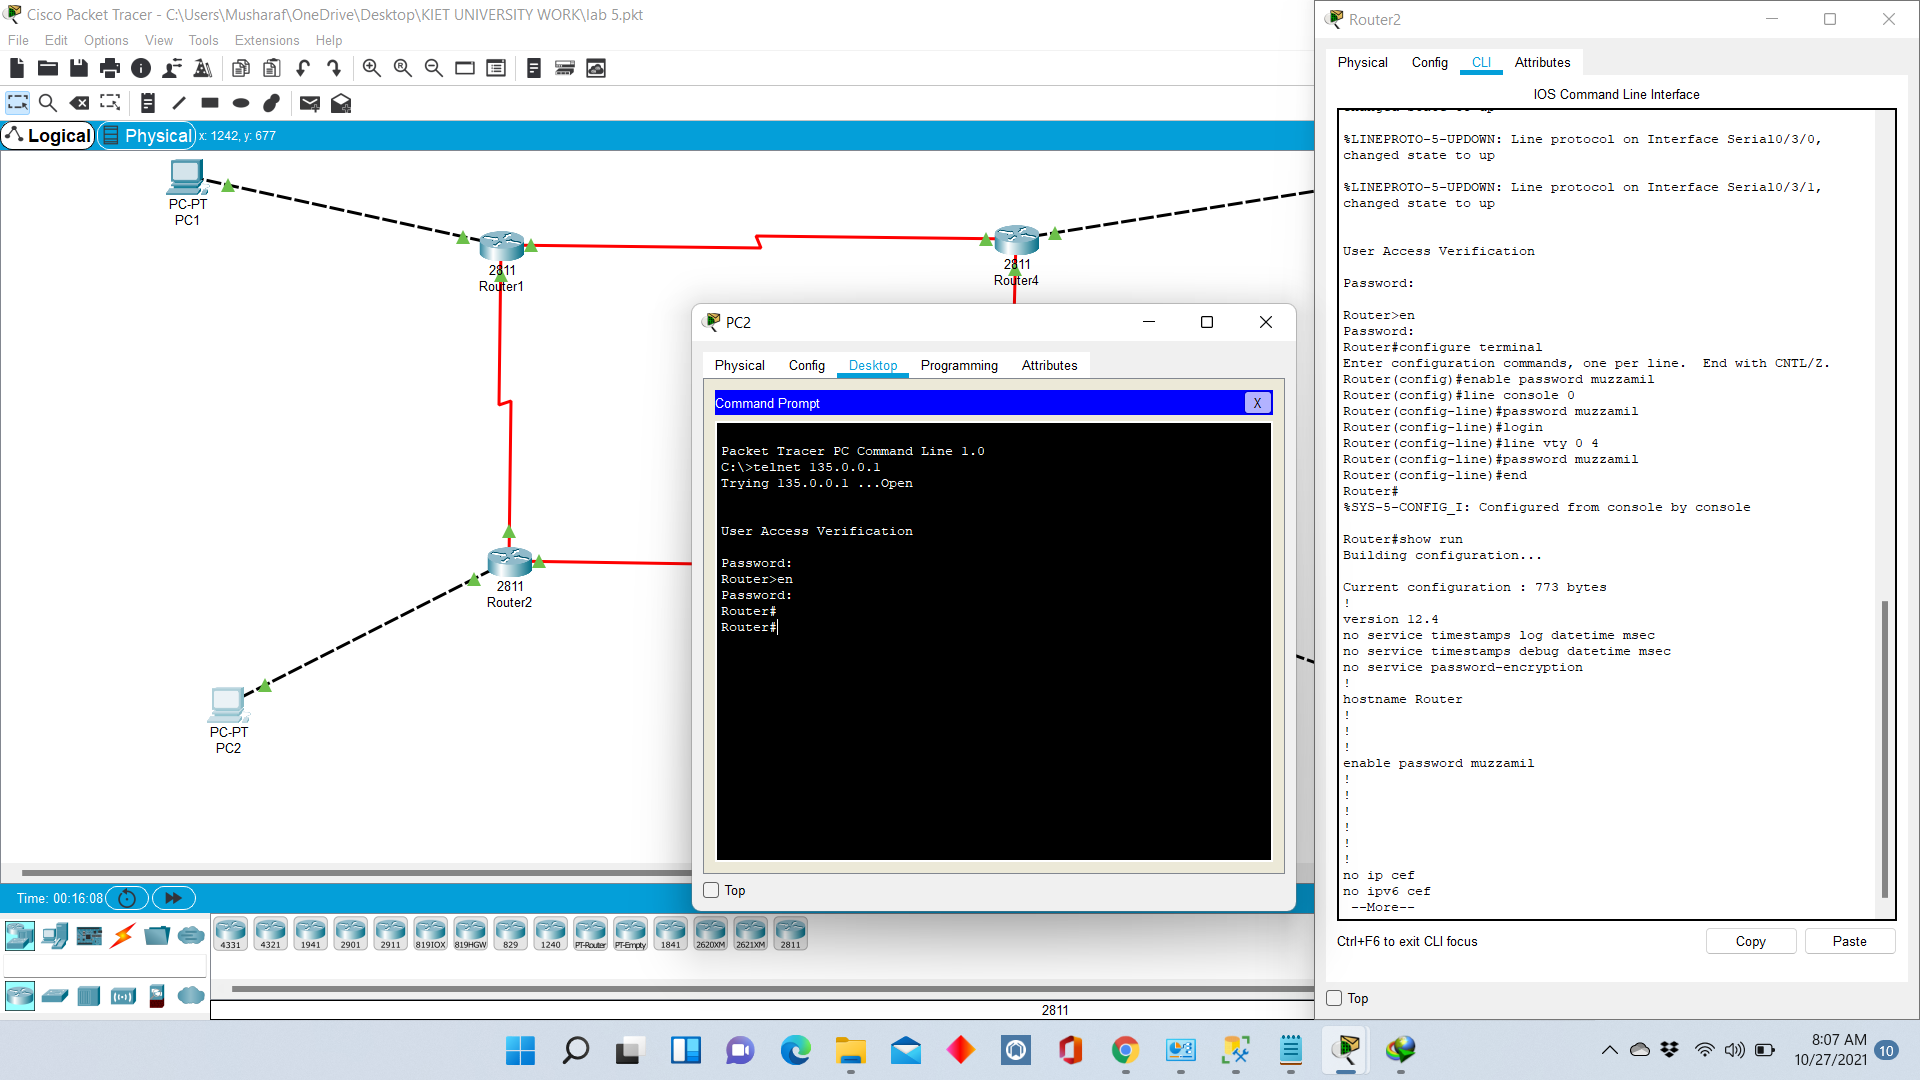 Cisco Packet Tracer - C:\Users\Musharaf\OneDrive\Desktop\KIET UNIVERSITY WORK\lab 5.pkt
File Edit Options View Tools Extensions Help
Logical Physical x: 1242, y: 677
PC-PT
PC1
2811
Router1
2811
Router4
2811
Router2
PC-PT
PC2
PC2
Physical Config Desktop Programming Attributes
Command Prompt X
Packet Tracer PC Command Line 1.0
C:\>telnet 135.0.0.1
Trying 135.0.0.1 ...Open
User Access Verification
Password:
Router>en
Password:
Router#
Router#
Top
Time: 00:16:08
4331 4321 1941 2901 2911 819IOX 819HGW 829 1240 PT-Router PT-Empty 1841 2620XM 2621XM 2811
2811
Router2
Physical Config CLI Attributes
IOS Command Line Interface
changed state to up
%LINEPROTO-5-UPDOWN: Line protocol on Interface Serial0/3/0,
changed state to up
%LINEPROTO-5-UPDOWN: Line protocol on Interface Serial0/3/1,
changed state to up
User Access Verification
Password:
Router>en
Password:
Router#configure terminal
Enter configuration commands, one per line.  End with CNTL/Z.
Router(config)#enable password muzzamil
Router(config)#line console 0
Router(config-line)#password muzzamil
Router(config-line)#login
Router(config-line)#line vty 0 4
Router(config-line)#password muzzamil
Router(config-line)#end
Router#
%SYS-5-CONFIG_I: Configured from console by console
Router#show run
Building configuration...
Current configuration : 773 bytes
!
version 12.4
no service timestamps log datetime msec
no service timestamps debug datetime msec
no service password-encryption
!
hostname Router
!
!
!
enable password muzzamil
!
!
!
!
!
!
no ip cef
no ipv6 cef
--More--
Ctrl+F6 to exit CLI focus Copy Paste
Top
8:07 AM
10/27/2021 10